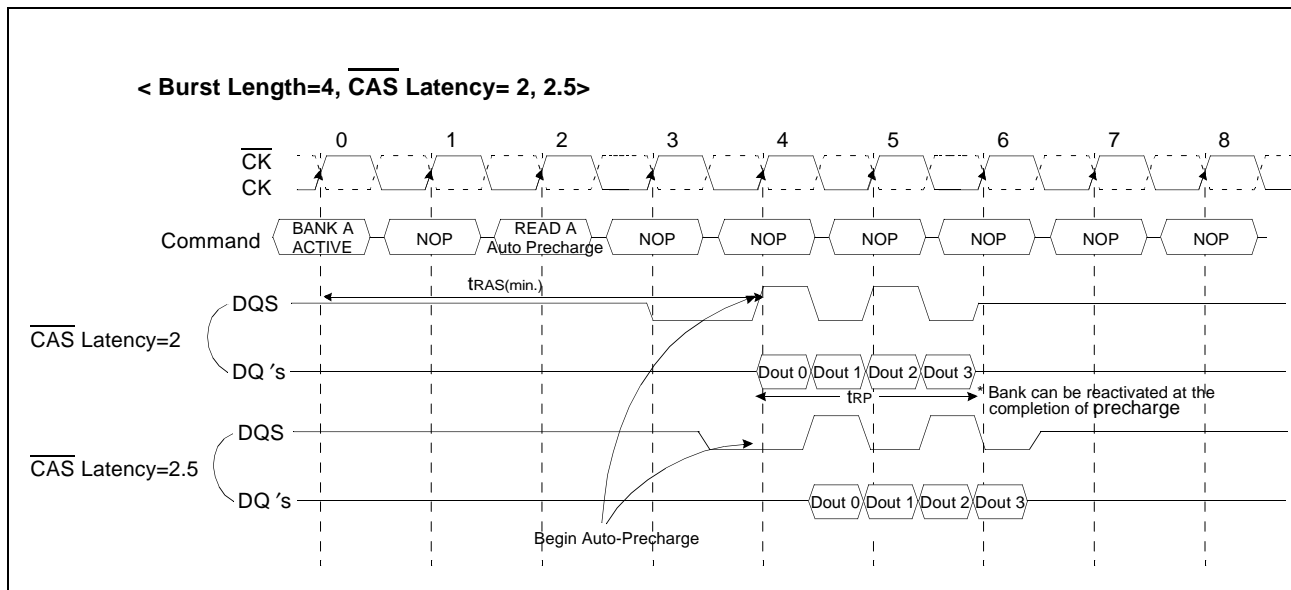 < Burst Length=4, CAS Latency= 2, 2.5>
0 1 2 3 4 5 6 7 8
CK
CK
Command
BANK A
ACTIVE
NOP
READ A
Auto Precharge
NOP
NOP
NOP
NOP
NOP
NOP
tRAS(min.)
DQS
CAS Latency=2
DQ 's
Dout 0 Dout 1 Dout 2 Dout 3
tRP
* Bank can be reactivated at the
completion of precharge
DQS
CAS Latency=2.5
DQ 's
Dout 0 Dout 1 Dout 2 Dout 3
Begin Auto-Precharge